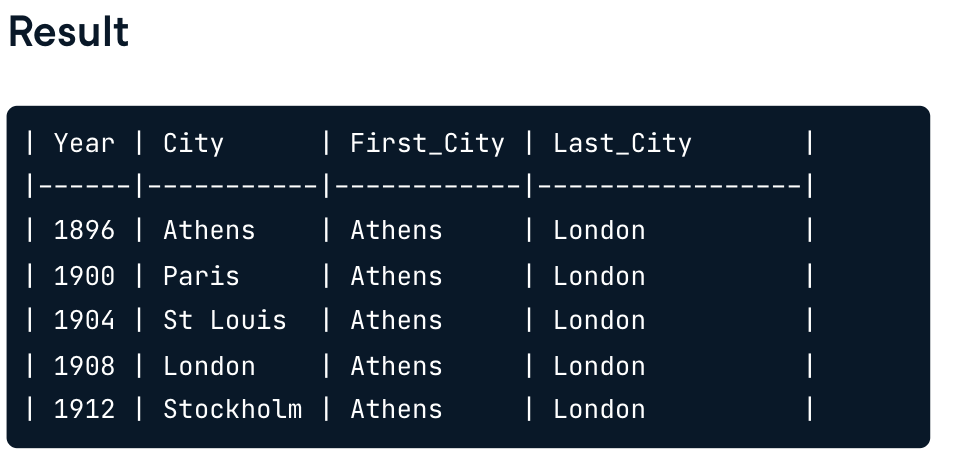 Result
| Year | City      | First_City | Last_City       |
|------|-----------|------------|-----------------|
| 1896 | Athens    | Athens     | London          |
| 1900 | Paris     | Athens     | London          |
| 1904 | St Louis  | Athens     | London          |
| 1908 | London    | Athens     | London          |
| 1912 | Stockholm | Athens     | London          |